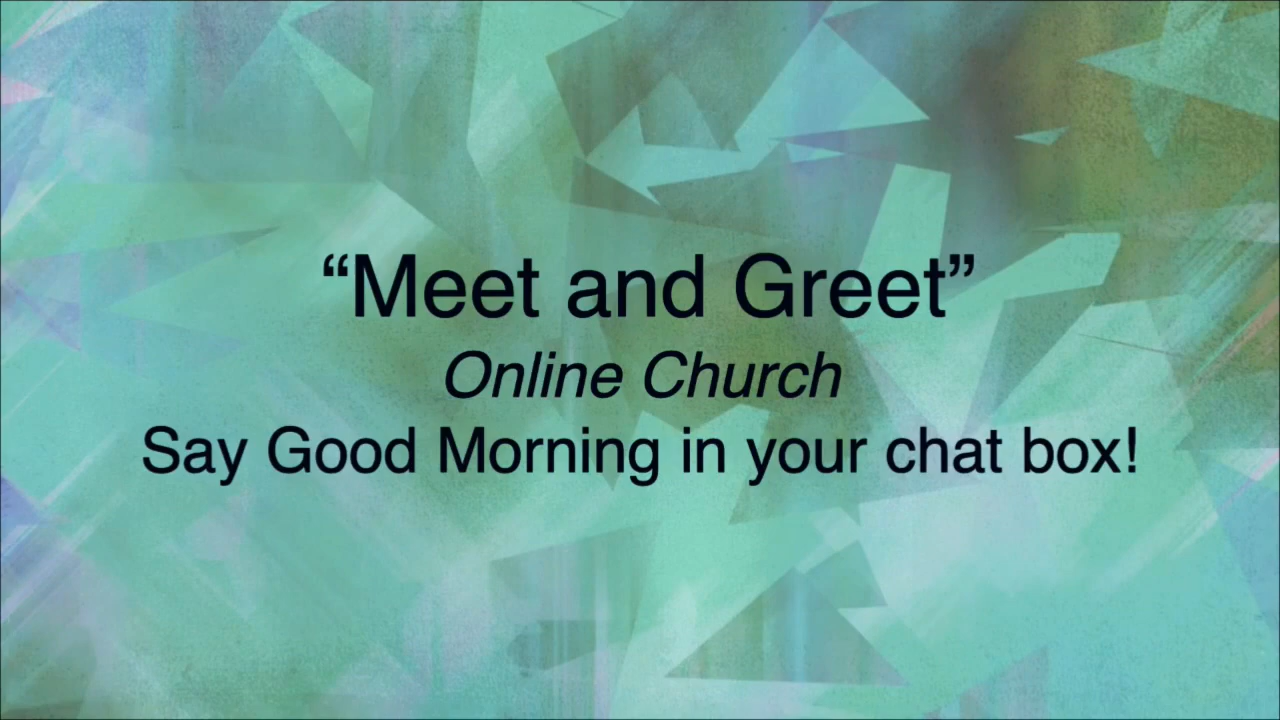 “Meet and Greet”
Online Church
Say Good Morning in your chat box!